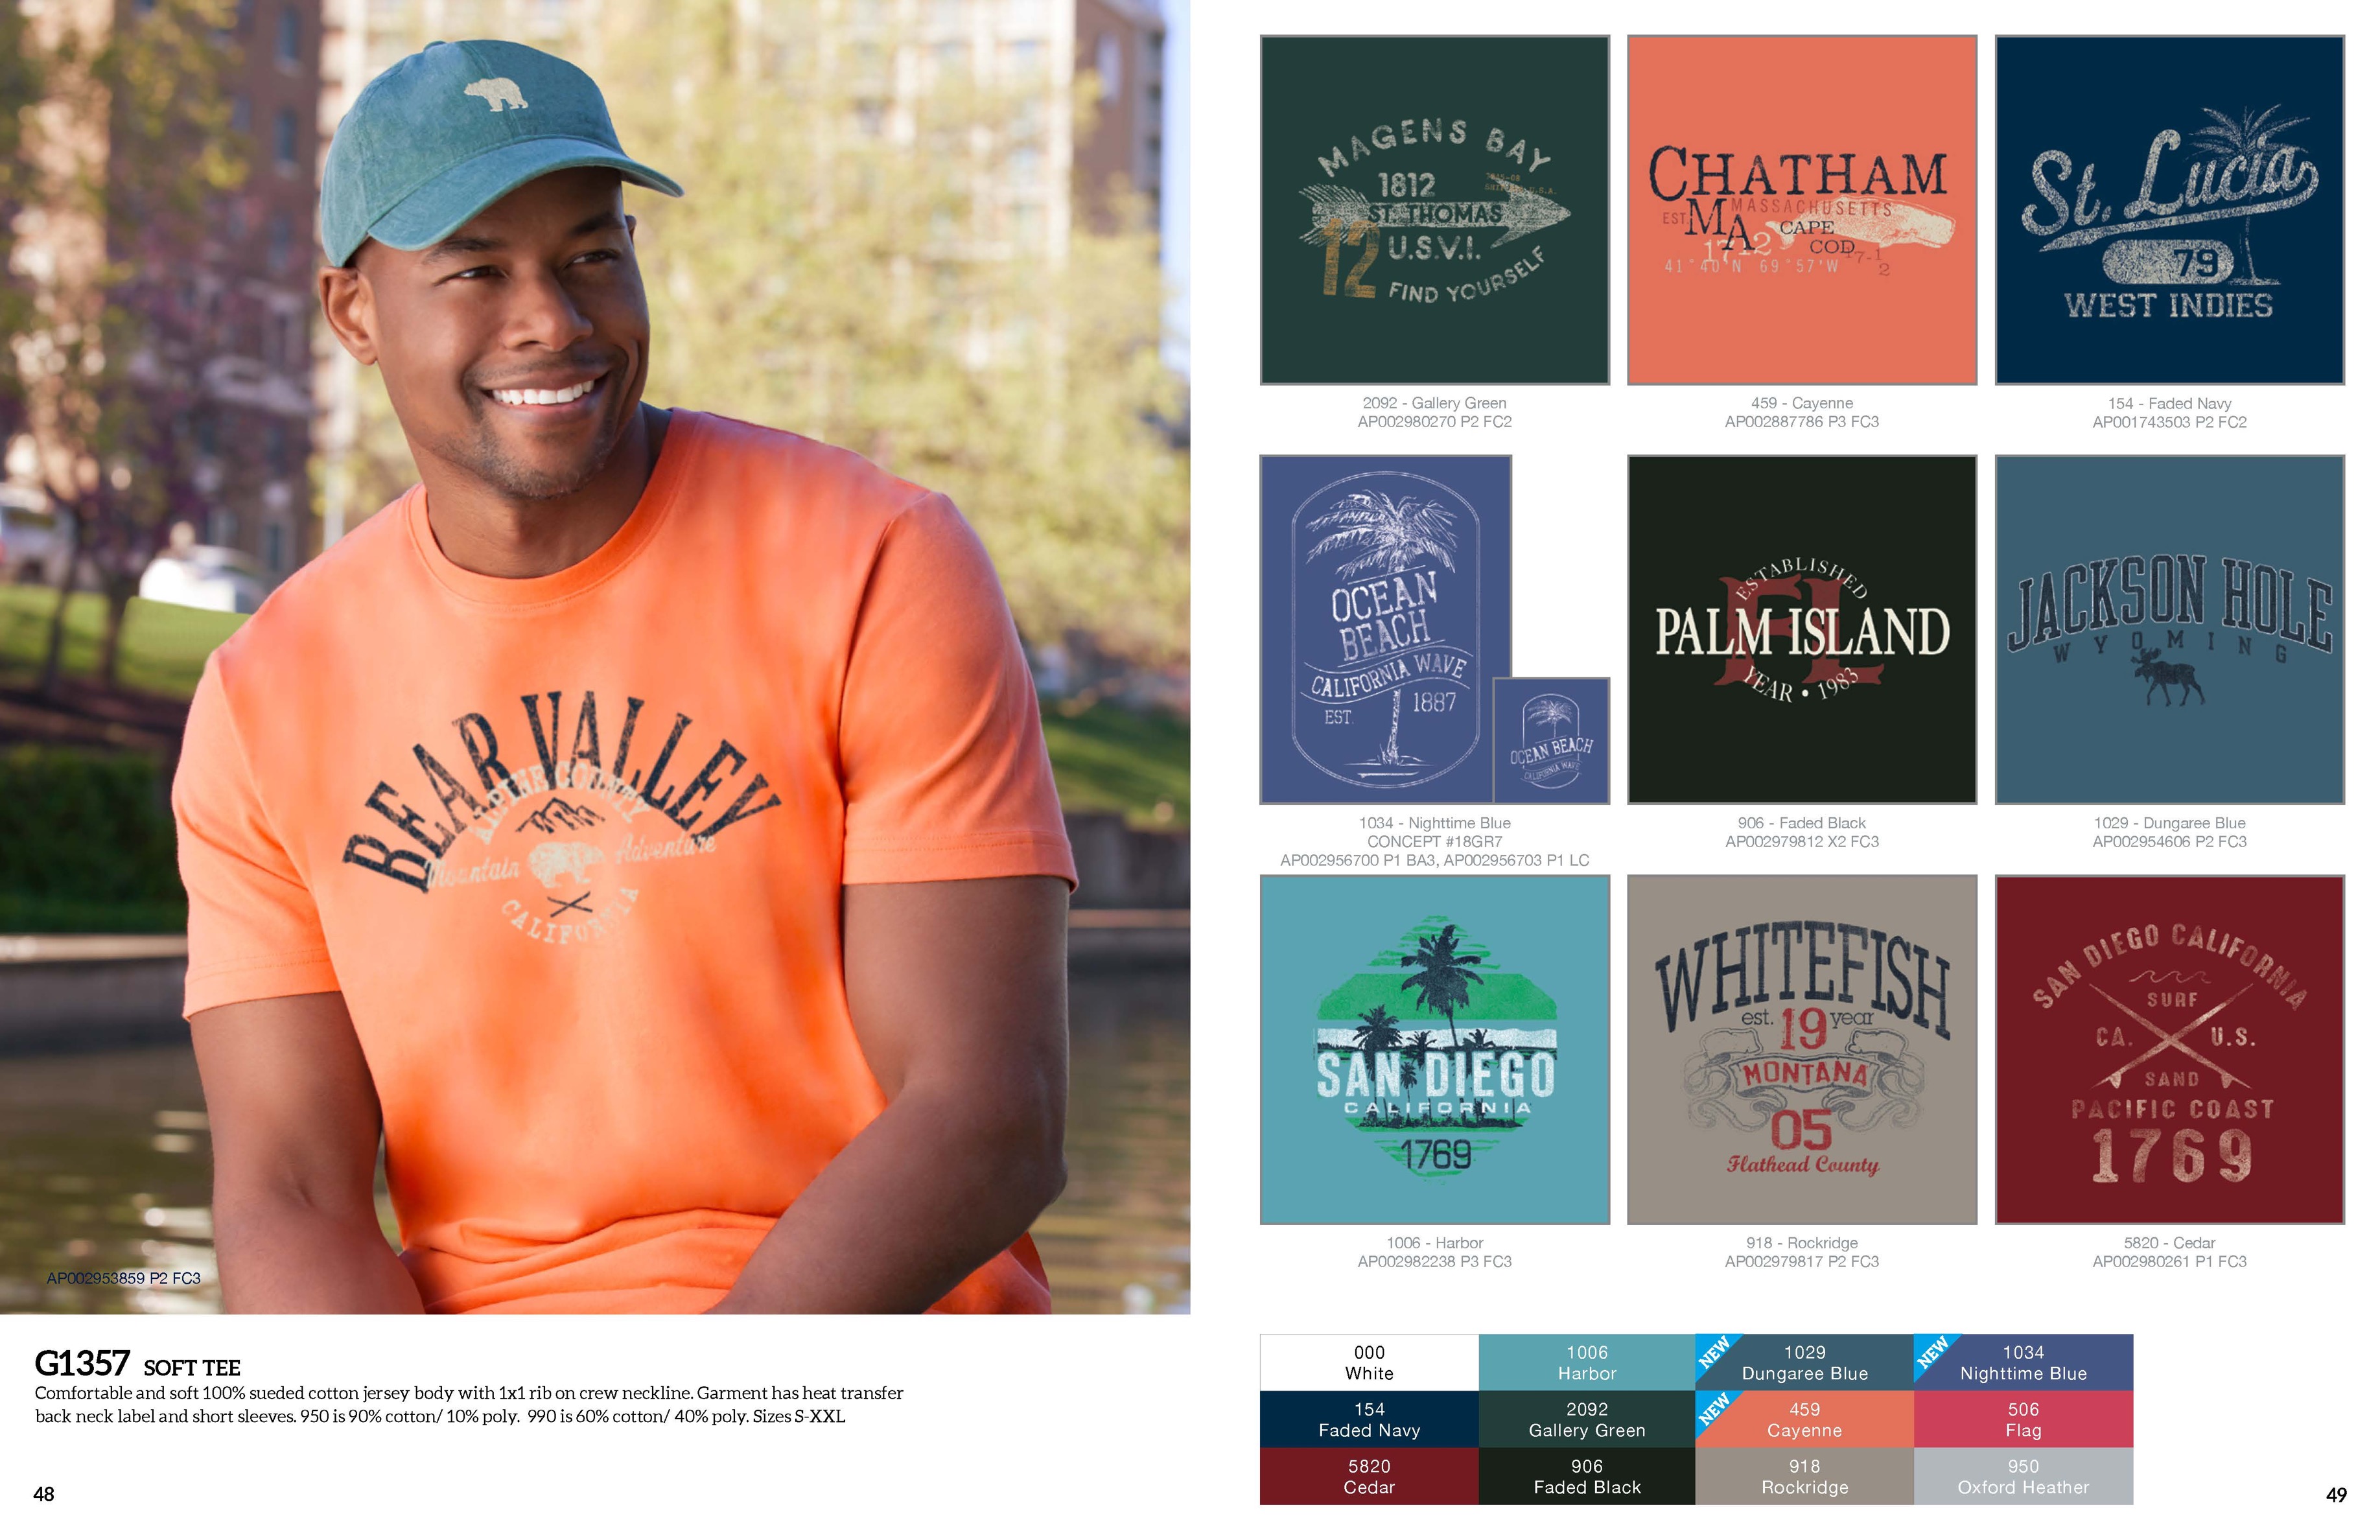 BEAR VALLEY
ALPINE COUNTY
Mountain Adventure
CALIFORNIA
AP002953859 P2 FC3
G1357 SOFT TEE
Comfortable and soft 100% sueded cotton jersey body with 1x1 rib on crew neckline. Garment has heat transfer
back neck label and short sleeves. 950 is 90% cotton/ 10% poly. 990 is 60% cotton/ 40% poly. Sizes S-XXL
48
MAGENS BAY
1812
ST. THOMAS
12 U.S.V.I.
FIND YOURSELF
2092 - Gallery Green
AP002980270 P2 FC2
CHATHAM
MASSACHUSETTS
EST. MA
CAPE
1712 COD 17-12
41°40'N 69°57'W
459 - Cayenne
AP002887786 P3 FC3
St. Lucia
79
WEST INDIES
154 - Faded Navy
AP001743503 P2 FC2
OCEAN
BEACH
CALIFORNIA WAVE
EST. 1887
OCEAN BEACH
CALIFORNIA WAVE
1034 - Nighttime Blue
CONCEPT #18GR7
AP002956700 P1 BA3, AP002956703 P1 LC
ESTABLISHED
FL
PALM ISLAND
YEAR • 1983
906 - Faded Black
AP002979812 X2 FC3
JACKSON HOLE
WYOMING
1029 - Dungaree Blue
AP002954606 P2 FC3
SAN DIEGO
CALIFORNIA
1769
1006 - Harbor
AP002982238 P3 FC3
WHITEFISH
est. 19 year
MONTANA
05
Flathead County
918 - Rockridge
AP002979817 P2 FC3
SAN DIEGO CALIFORNIA
SURF
CA. U.S.
SAND
PACIFIC COAST
1769
5820 - Cedar
AP002980261 P1 FC3
000
White
1006
Harbor
NEW
1029
Dungaree Blue
NEW
1034
Nighttime Blue
154
Faded Navy
2092
Gallery Green
NEW
459
Cayenne
506
Flag
5820
Cedar
906
Faded Black
918
Rockridge
950
Oxford Heather
49